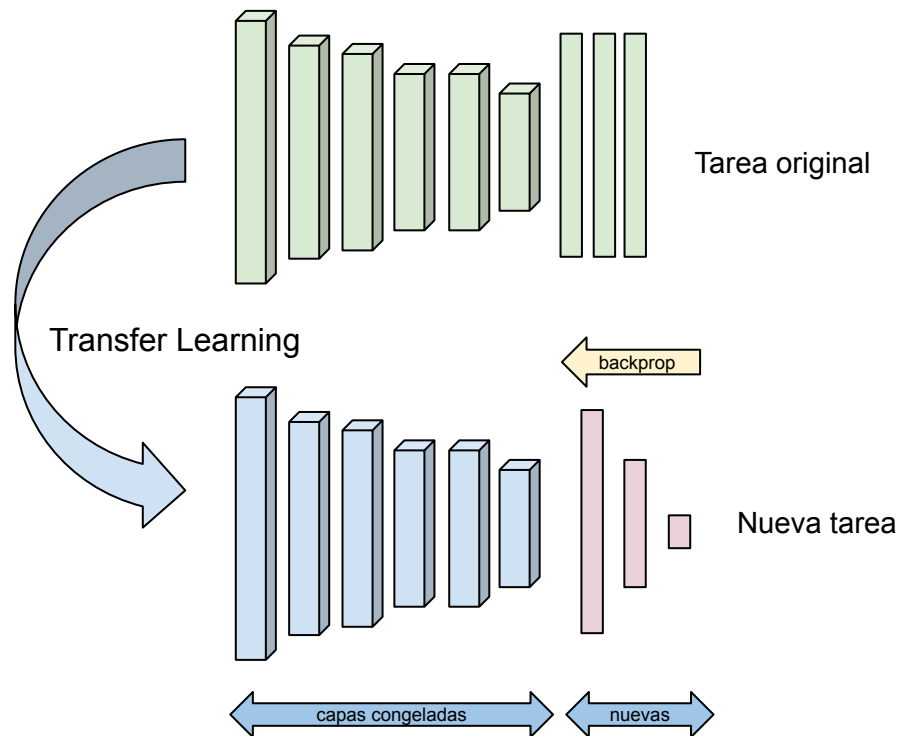 Tarea original
Transfer Learning
backprop
Nueva tarea
capas congeladas
nuevas